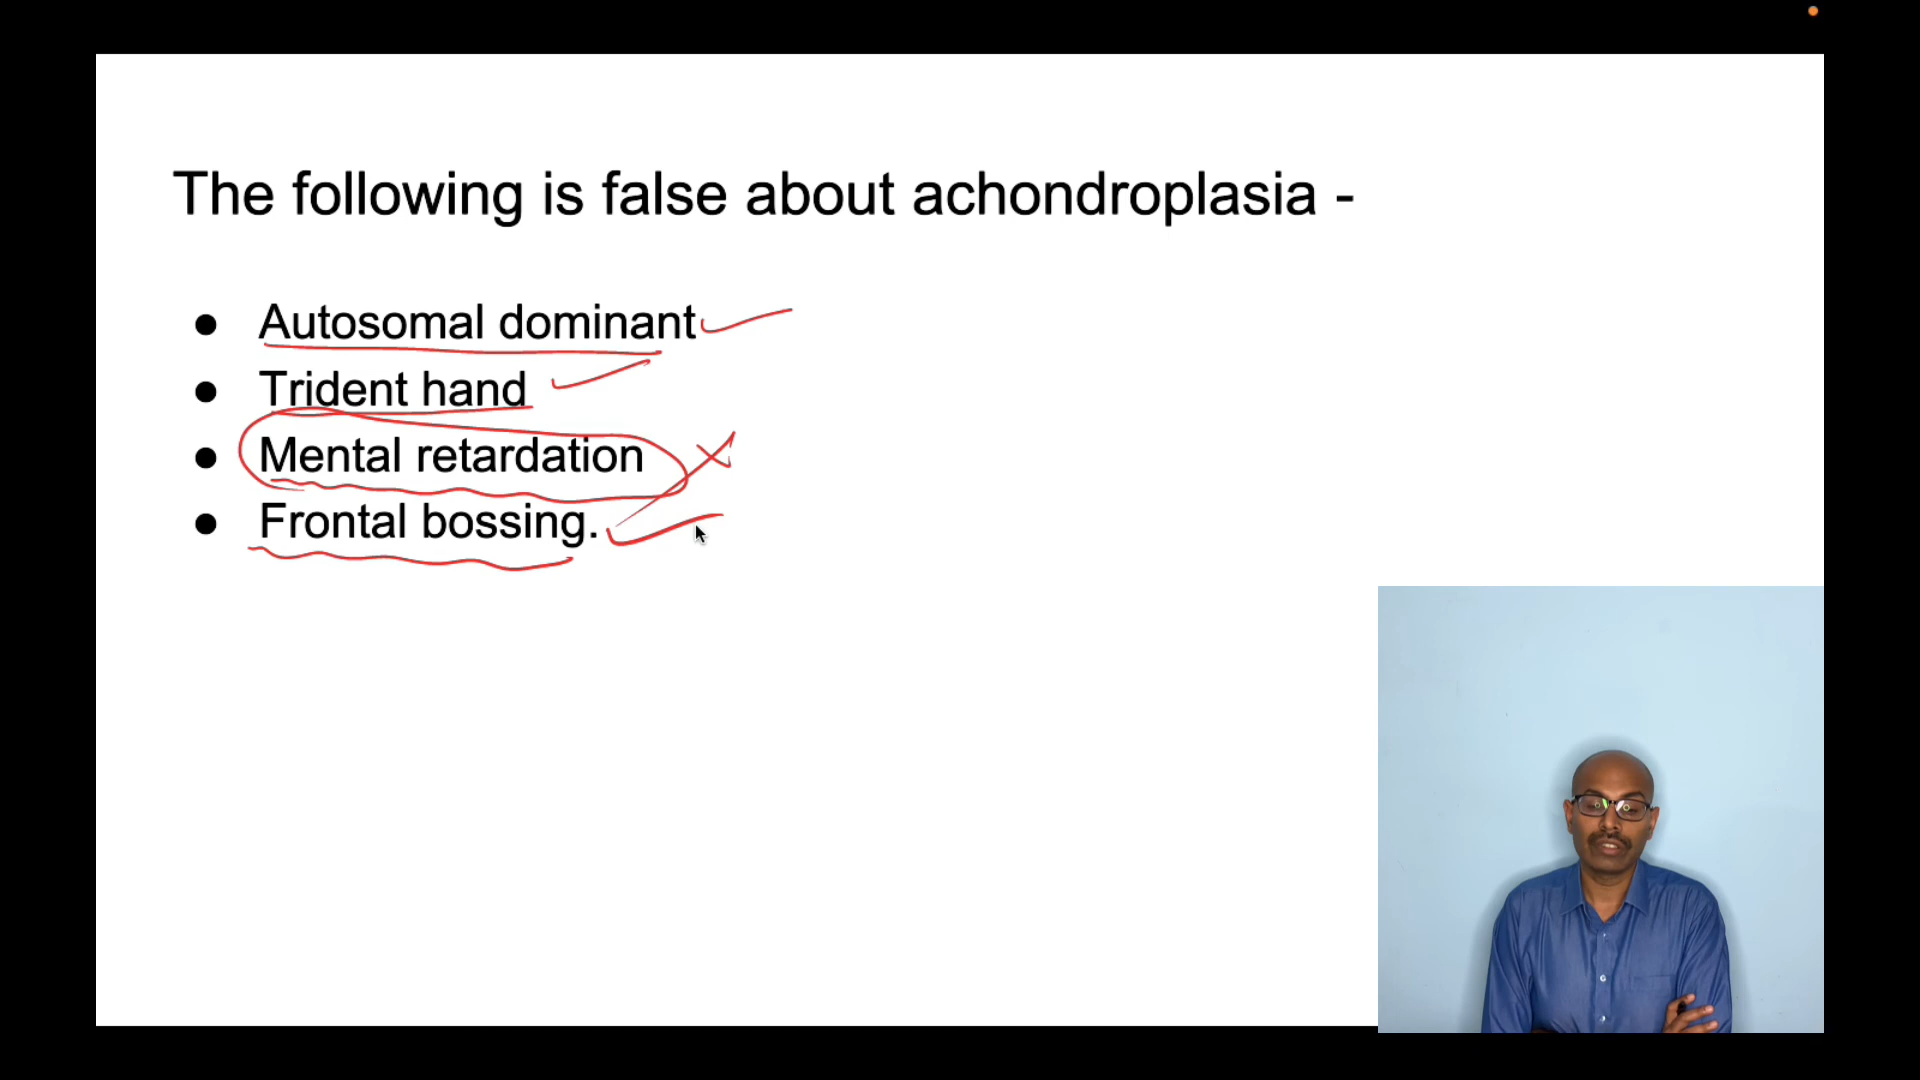 The following is false about achondroplasia -
● Autosomal dominant
● Trident hand
● Mental retardation
● Frontal bossing.